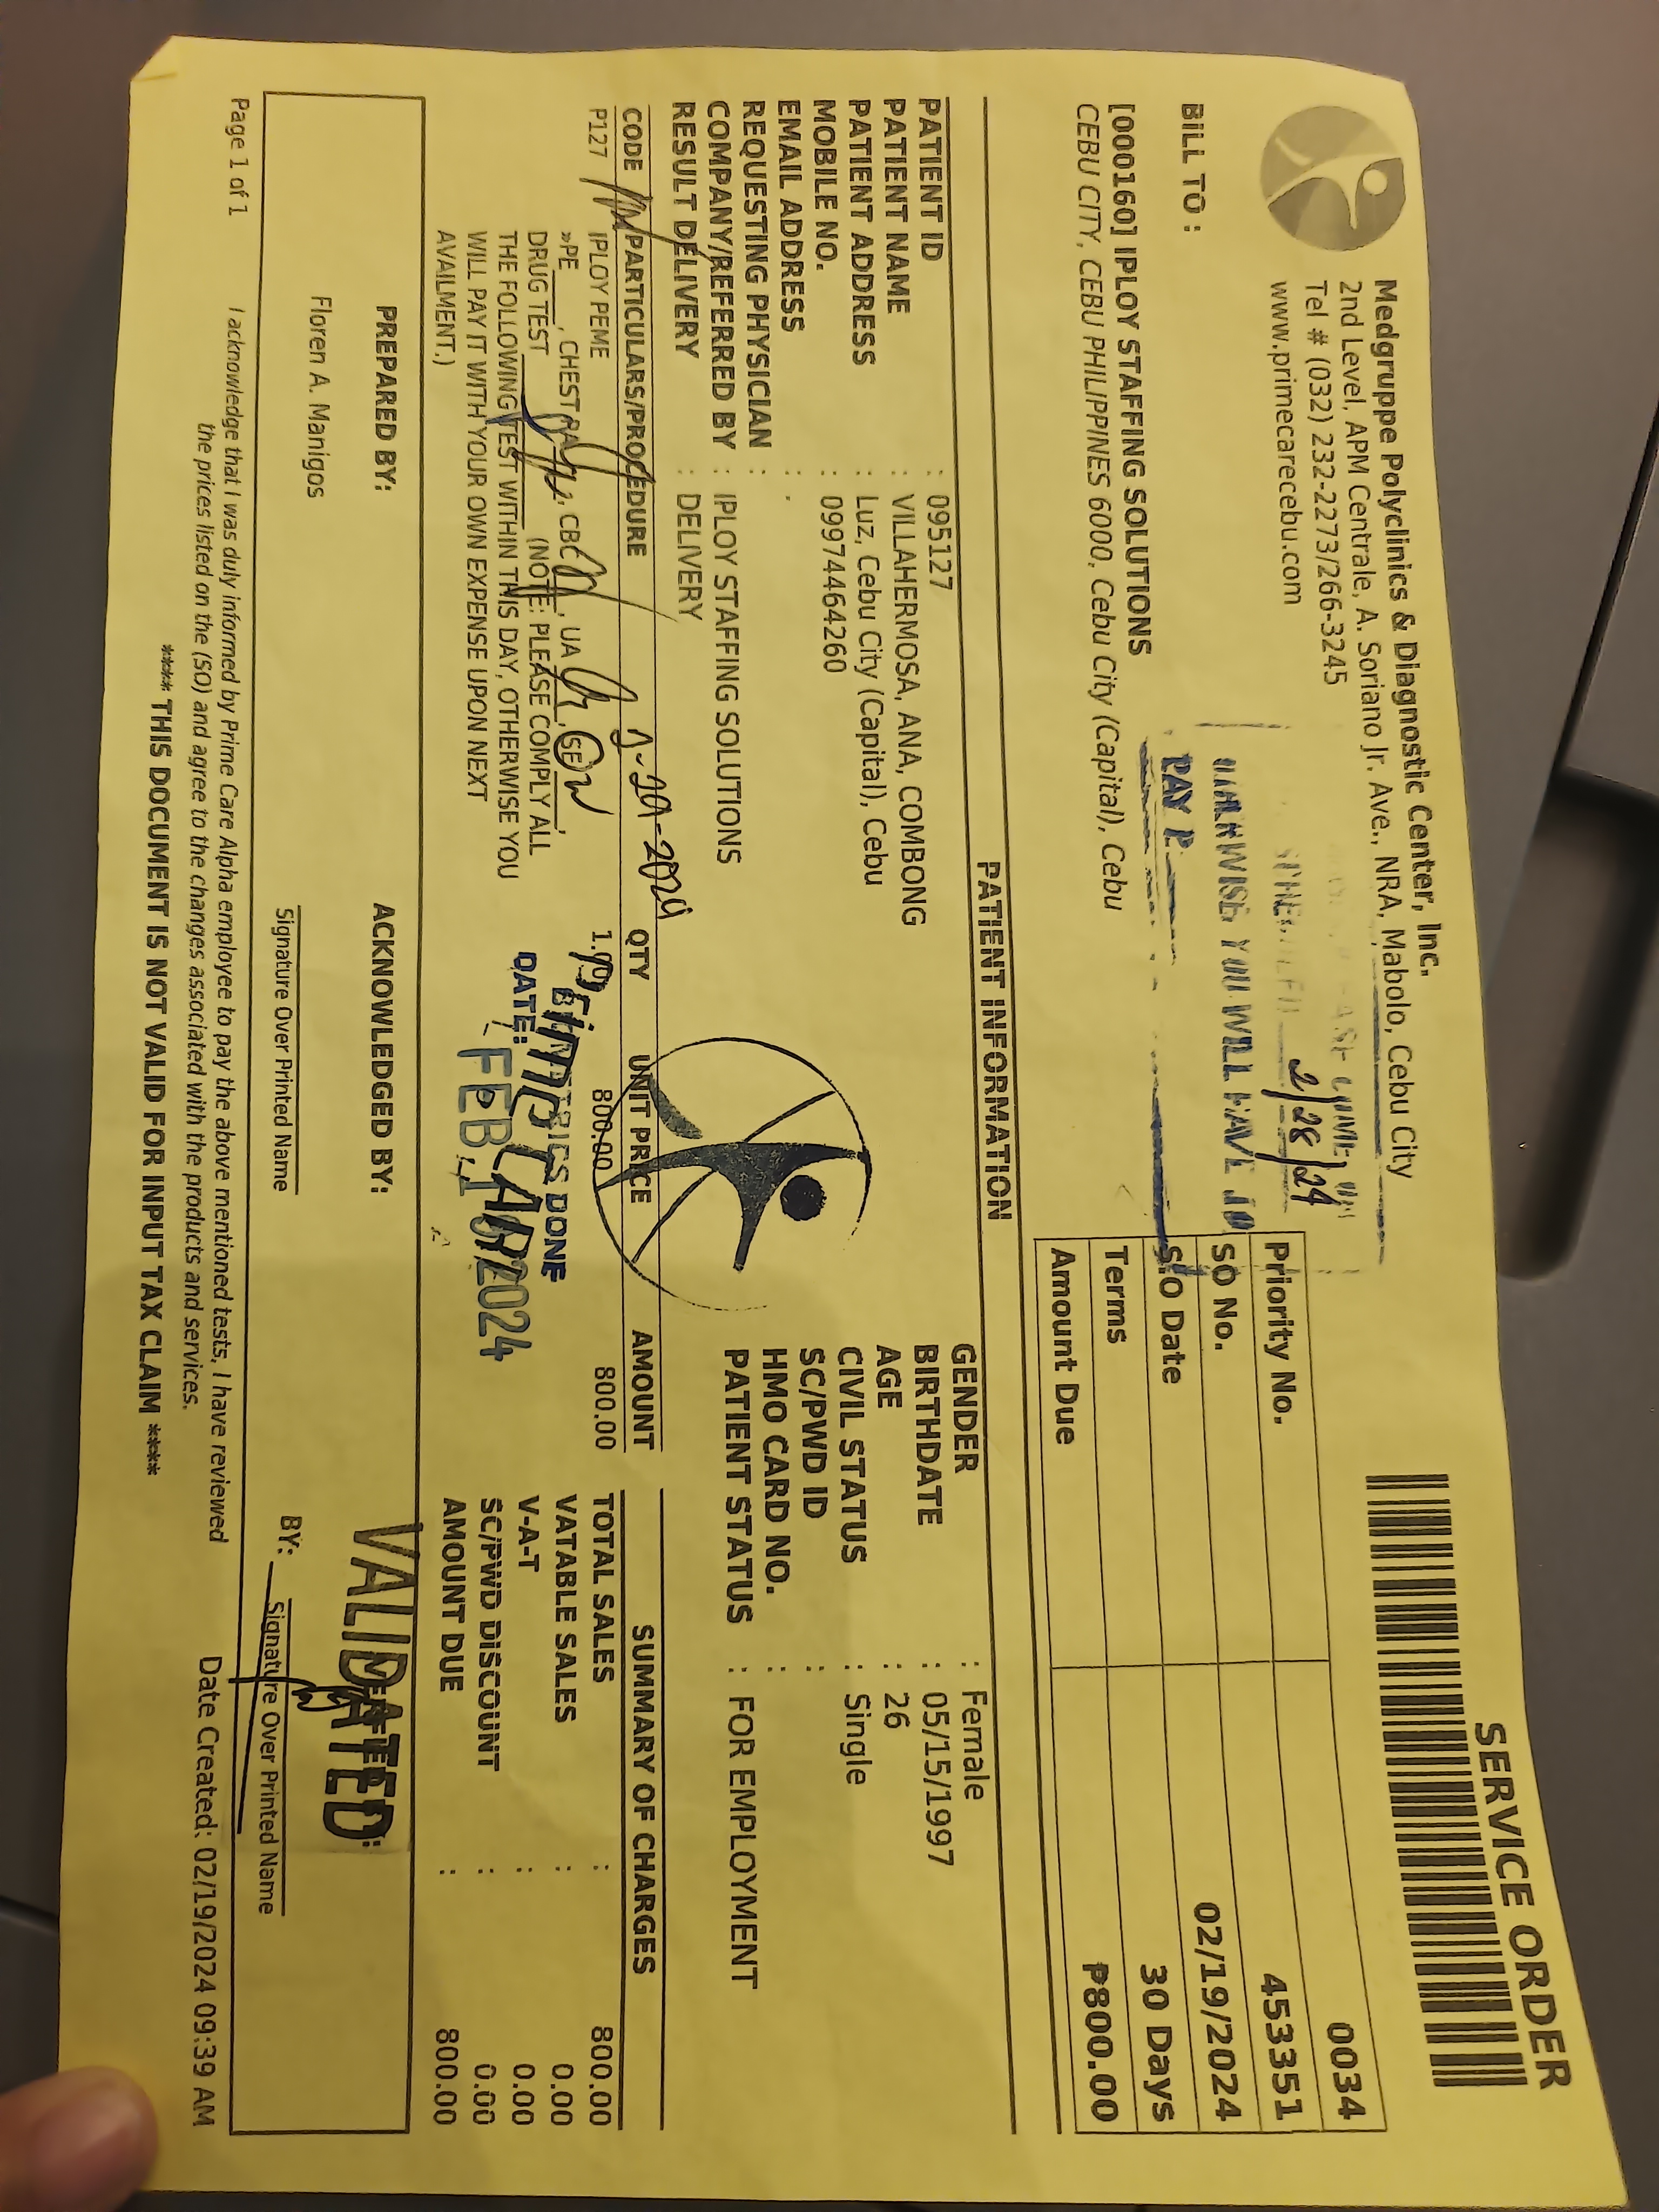 SERVICE ORDER
Medgruppe Polyclinics & Diagnostic Center, Inc.
2nd Level, APM Centrale, A. Soriano Jr. Ave., NRA, Mabolo, Cebu City
Tel # (032) 232-2273/266-3245
www.primecarecebu.com
2/28/24
YOU WILL HAVE TO
PAY
Priority No. 0034
SO No. 4533351
S.O Date 02/19/2024
Terms 30 Days
Amount Due ₱800.00
BILL TO :
[000160] IPLOY STAFFING SOLUTIONS
CEBU CITY, CEBU PHILIPPINES 6000, Cebu City (Capital), Cebu
PATIENT INFORMATION
PATIENT ID : 095127
PATIENT NAME : VILLAHERMOSA, ANA, COMBONG
PATIENT ADDRESS : Luz, Cebu City (Capital), Cebu
MOBILE NO. : 09974464260
EMAIL ADDRESS : .
REQUESTING PHYSICIAN :
COMPANY/REFERRED BY : IPLOY STAFFING SOLUTIONS
RESULT DELIVERY : DELIVERY
GENDER : Female
BIRTHDATE : 05/15/1997
AGE : 26
CIVIL STATUS : Single
SC/PWD ID :
HMO CARD NO. :
PATIENT STATUS : FOR EMPLOYMENT
CODE PARTICULARS/PROCEDURE QTY UNIT PRICE AMOUNT
P127 IPLOY PEME 800.00 800.00
»PE____, CHEST , CBC , UA , SE ,
DRUG TEST (NOTE: PLEASE COMPLY ALL
THE FOLLOWING TEST WITHIN THIS DAY, OTHERWISE YOU
WILL PAY IT WITH YOUR OWN EXPENSE UPON NEXT
AVAILMENT.)
Prime CARE
DONE
DATE: FEB 2024
SUMMARY OF CHARGES
TOTAL SALES : 800.00
VATABLE SALES : 0.00
V-A-T : 0.00
SC/PWD DISCOUNT : 0.00
AMOUNT DUE : 800.00
PREPARED BY: ACKNOWLEDGED BY:
VALIDATED
Floren A. Manigos
Signature Over Printed Name
BY: Signature Over Printed Name
Page 1 of 1
I acknowledge that I was duly informed by Prime Care Alpha employee to pay the above mentioned tests, I have reviewed
the prices listed on the (SO) and agree to the changes associated with the products and services.
Date Created: 02/19/2024 09:39 AM
**** THIS DOCUMENT IS NOT VALID FOR INPUT TAX CLAIM ****